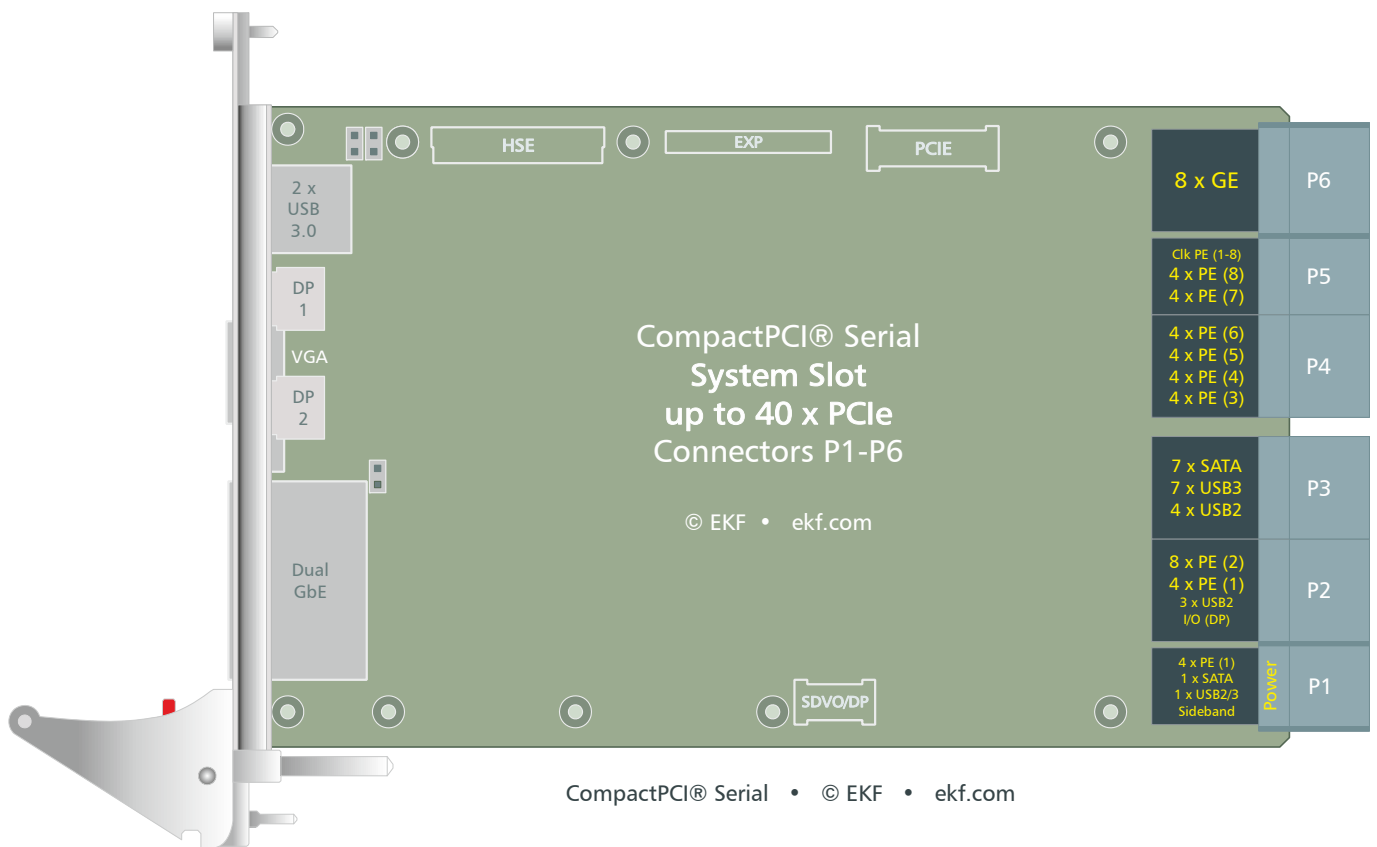 HSE
EXP
PCIE
2 x
USB
3.0
DP
1
VGA
DP
2
Dual
GbE
CompactPCI® Serial
System Slot
up to 40 x PCIe
Connectors P1-P6
© EKF • ekf.com
SDVO/DP
8 x GE
P6
Clk PE (1-8)
4 x PE (8)
4 x PE (7)
P5
4 x PE (6)
4 x PE (5)
4 x PE (4)
4 x PE (3)
P4
7 x SATA
7 x USB3
4 x USB2
P3
8 x PE (2)
4 x PE (1)
3 x USB2
I/O (DP)
P2
4 x PE (1)
1 x SATA
1 x USB2/3
Sideband
Power
P1
CompactPCI® Serial • © EKF • ekf.com